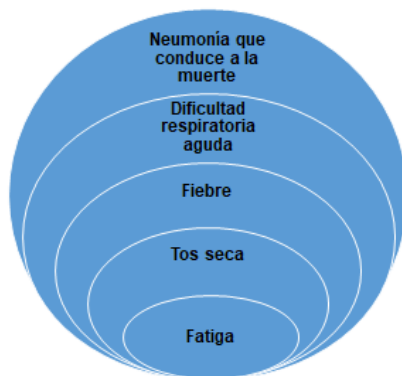 Neumonía que
conduce a la
muerte
Dificultad
respiratoria
aguda
Fiebre
Tos seca
Fatiga